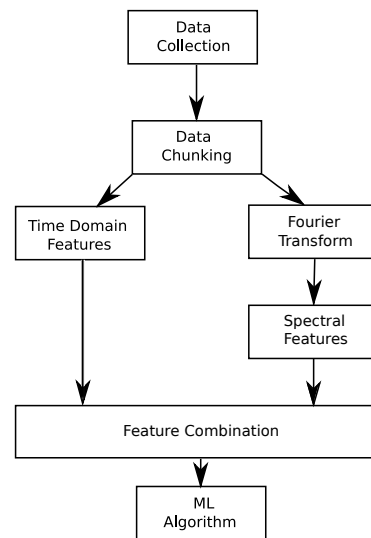 Data
Collection
Data
Chunking
Time Domain
Features
Fourier
Transform
Spectral
Features
Feature Combination
ML
Algorithm